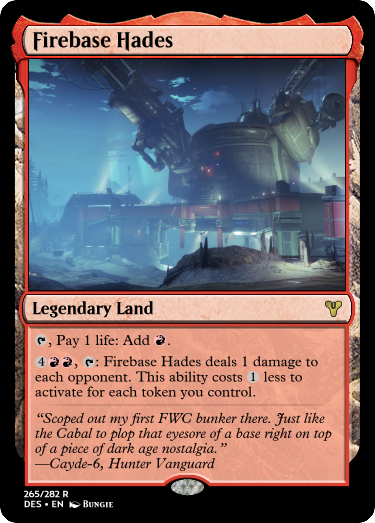 Firebase Hades
Legendary Land
, Pay 1 life: Add R.
4RR, : Firebase Hades deals 1 damage to
each opponent. This ability costs 1 less to
activate for each token you control.
“Scoped out my first FWC bunker there. Just like
the Cabal to plop that eyesore of a base right on top
of a piece of dark age nostalgia.”
—Cayde-6, Hunter Vanguard
265/282 R
DES • EN Bungie